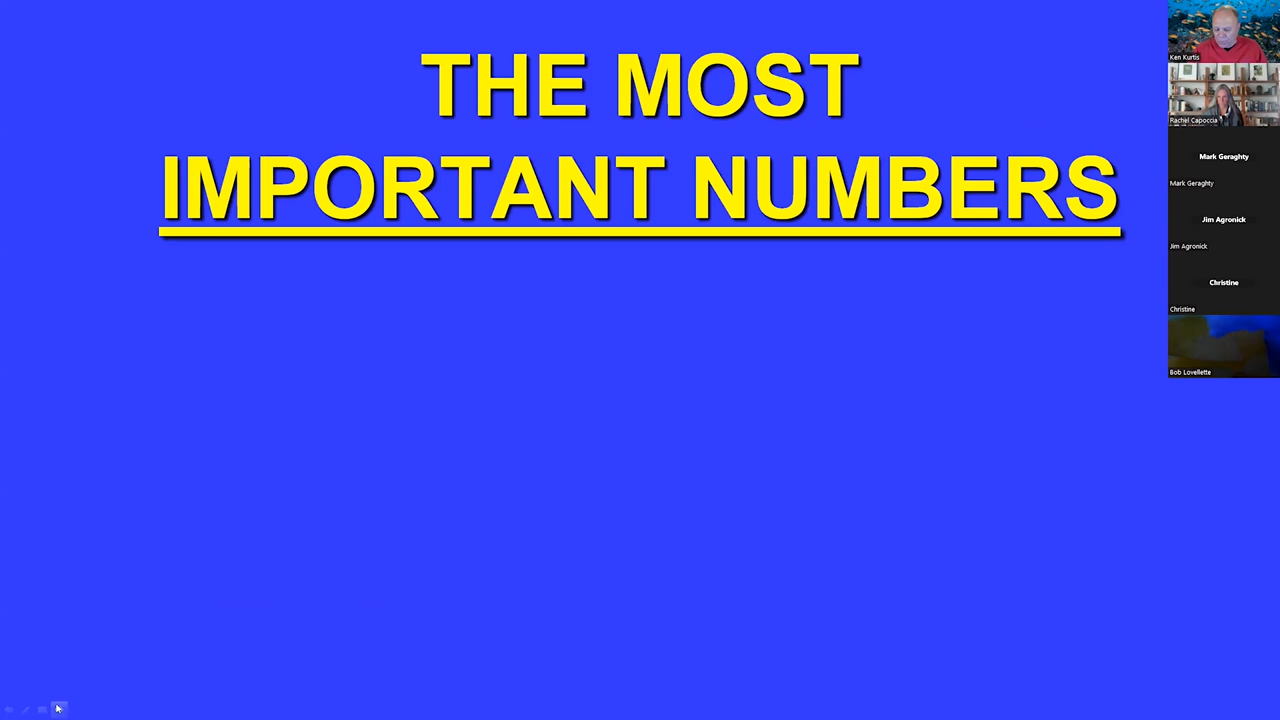 THE MOST
IMPORTANT NUMBERS
Ken Kurtis
Rachel Capoccia
Mark Geraghty
Mark Geraghty
Jim Agronick
Jim Agronick
Christine
Christine
Bob Lovellette